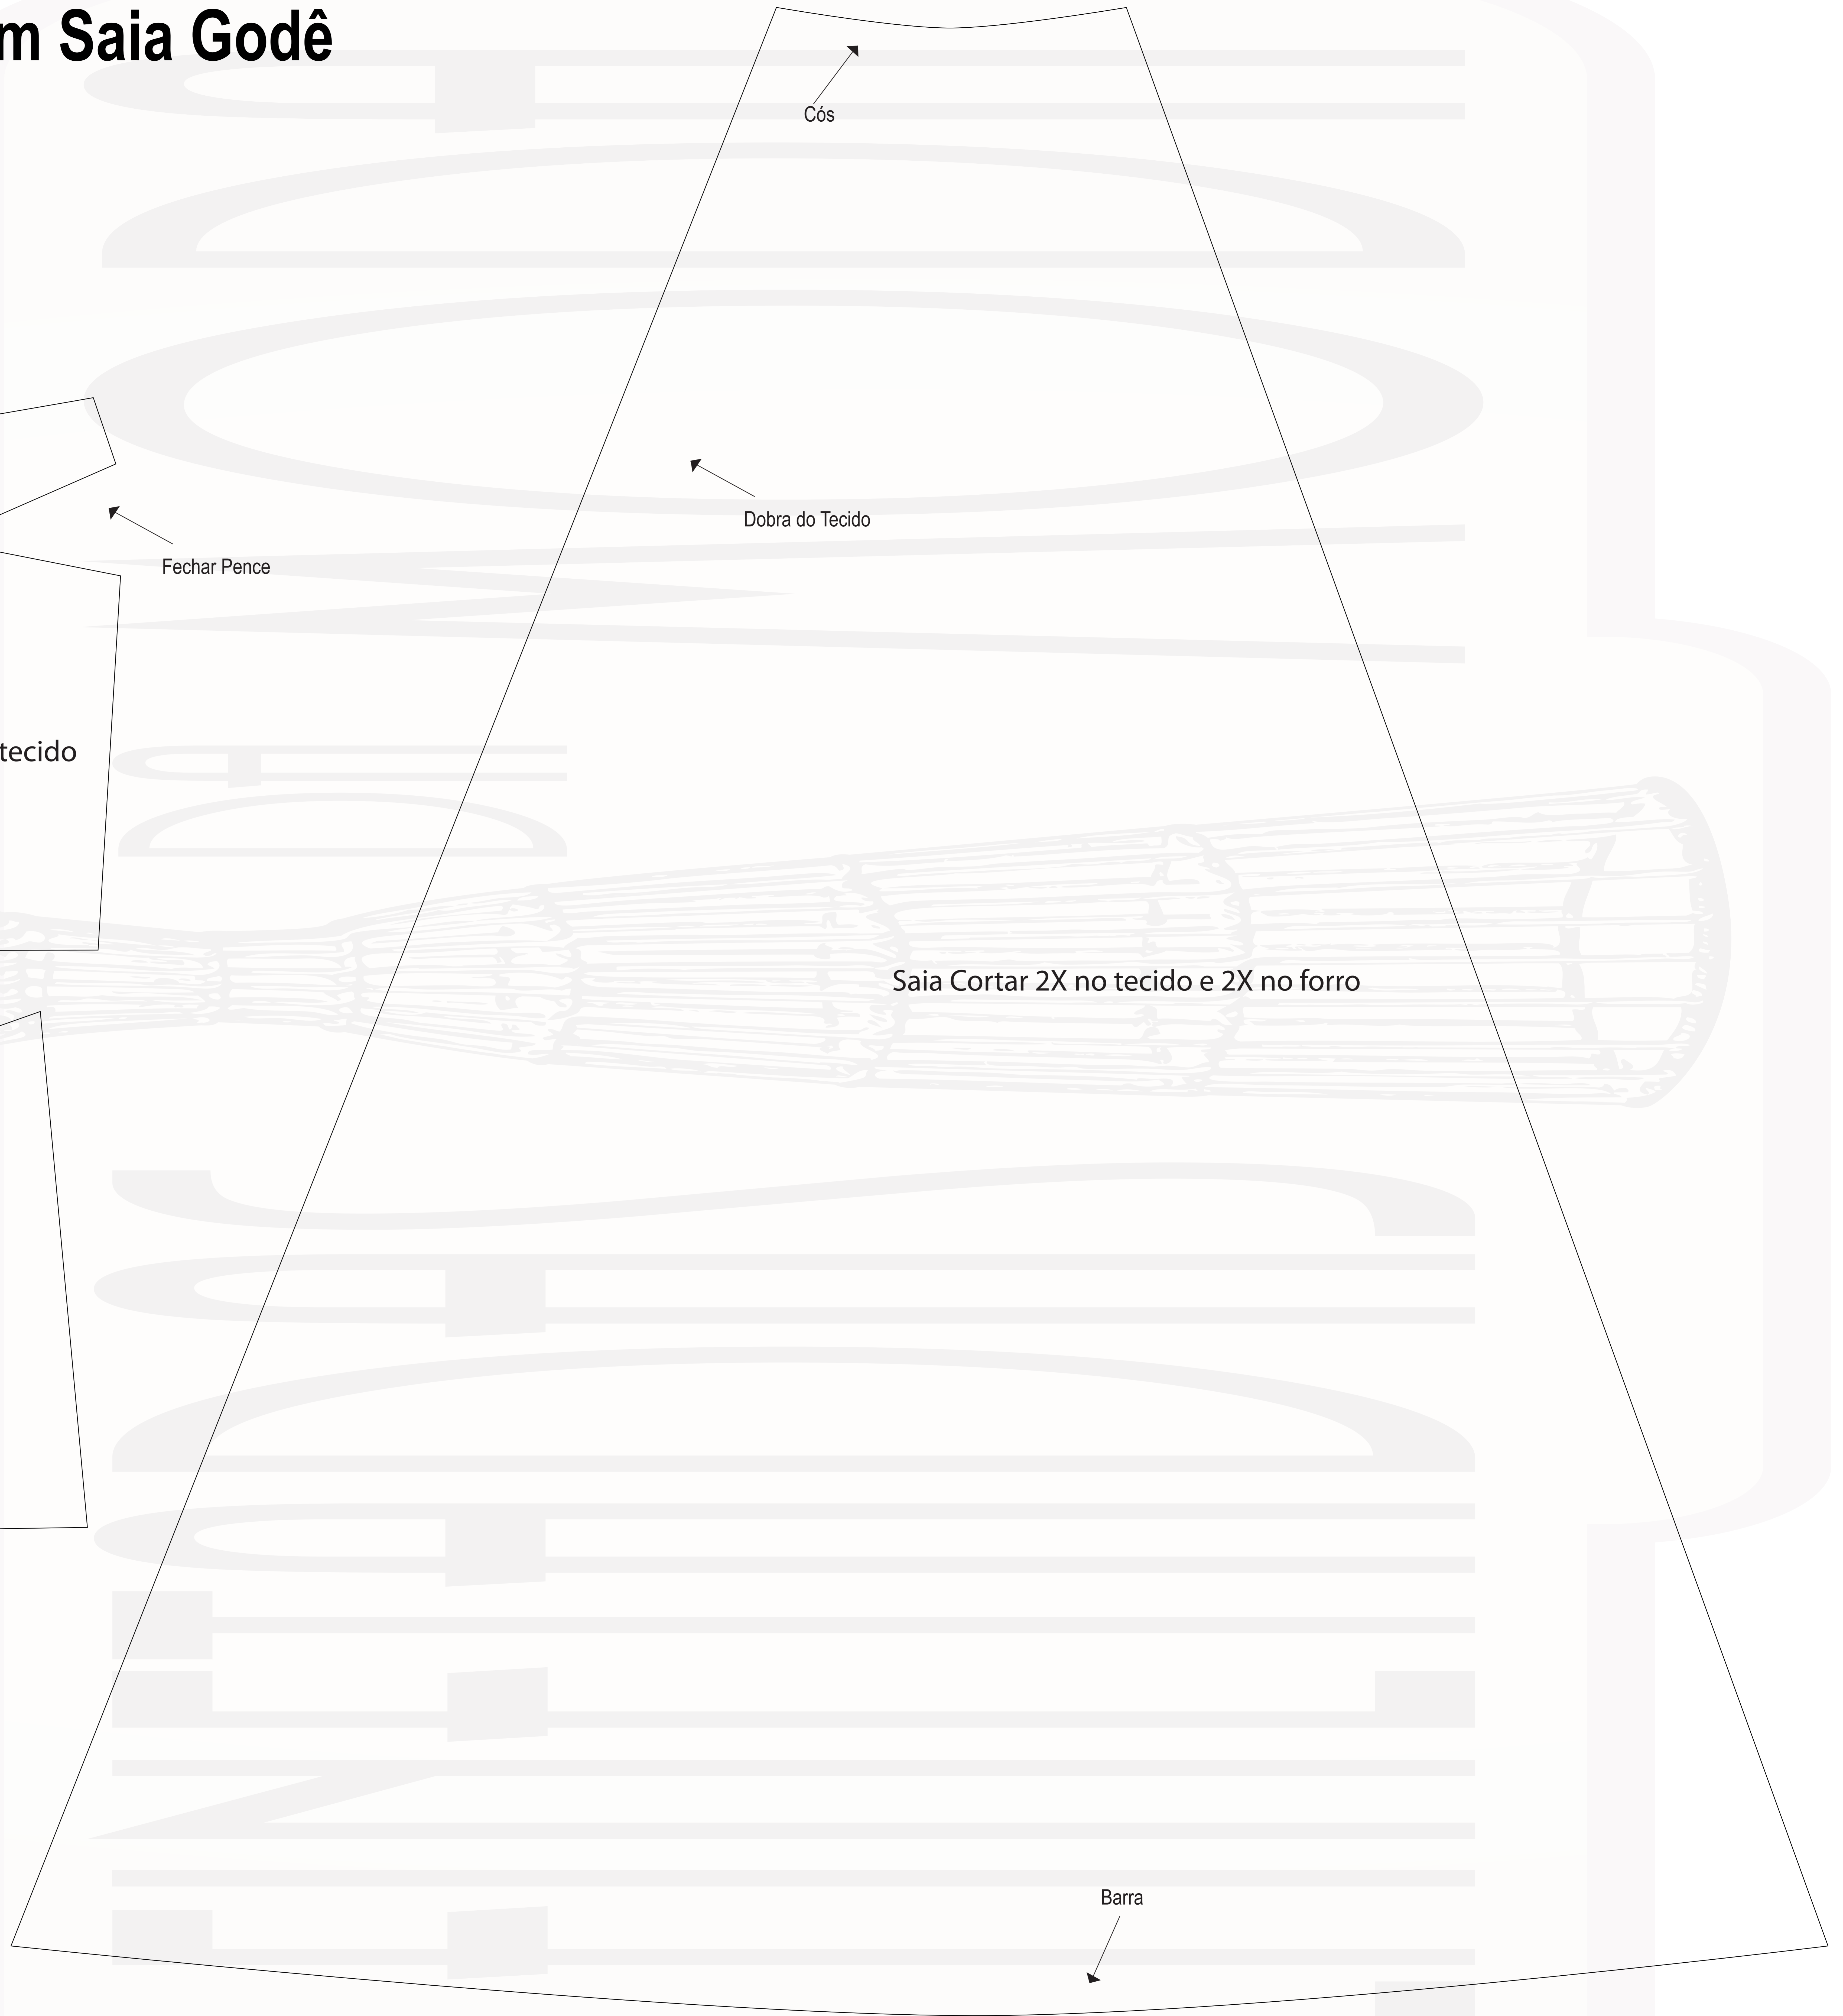 m Saia Godê
Cós
Dobra do Tecido
Fechar Pence
tecido
Saia Cortar 2X no tecido e 2X no forro
Barra